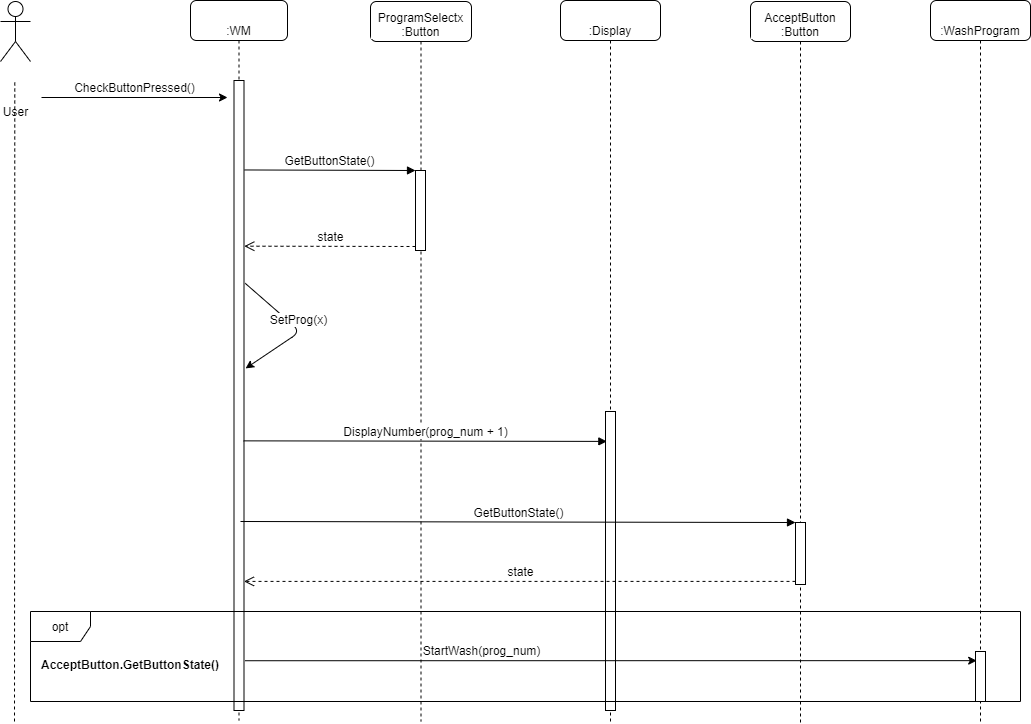 :WM
ProgramSelectx
:Button
:Display
AcceptButton
:Button
:WashProgram
CheckButtonPressed()
User
GetButtonState()
state
SetProg(x)
DisplayNumber(prog_num + 1)
GetButtonState()
state
opt
StartWash(prog_num)
AcceptButton.GetButtonState()